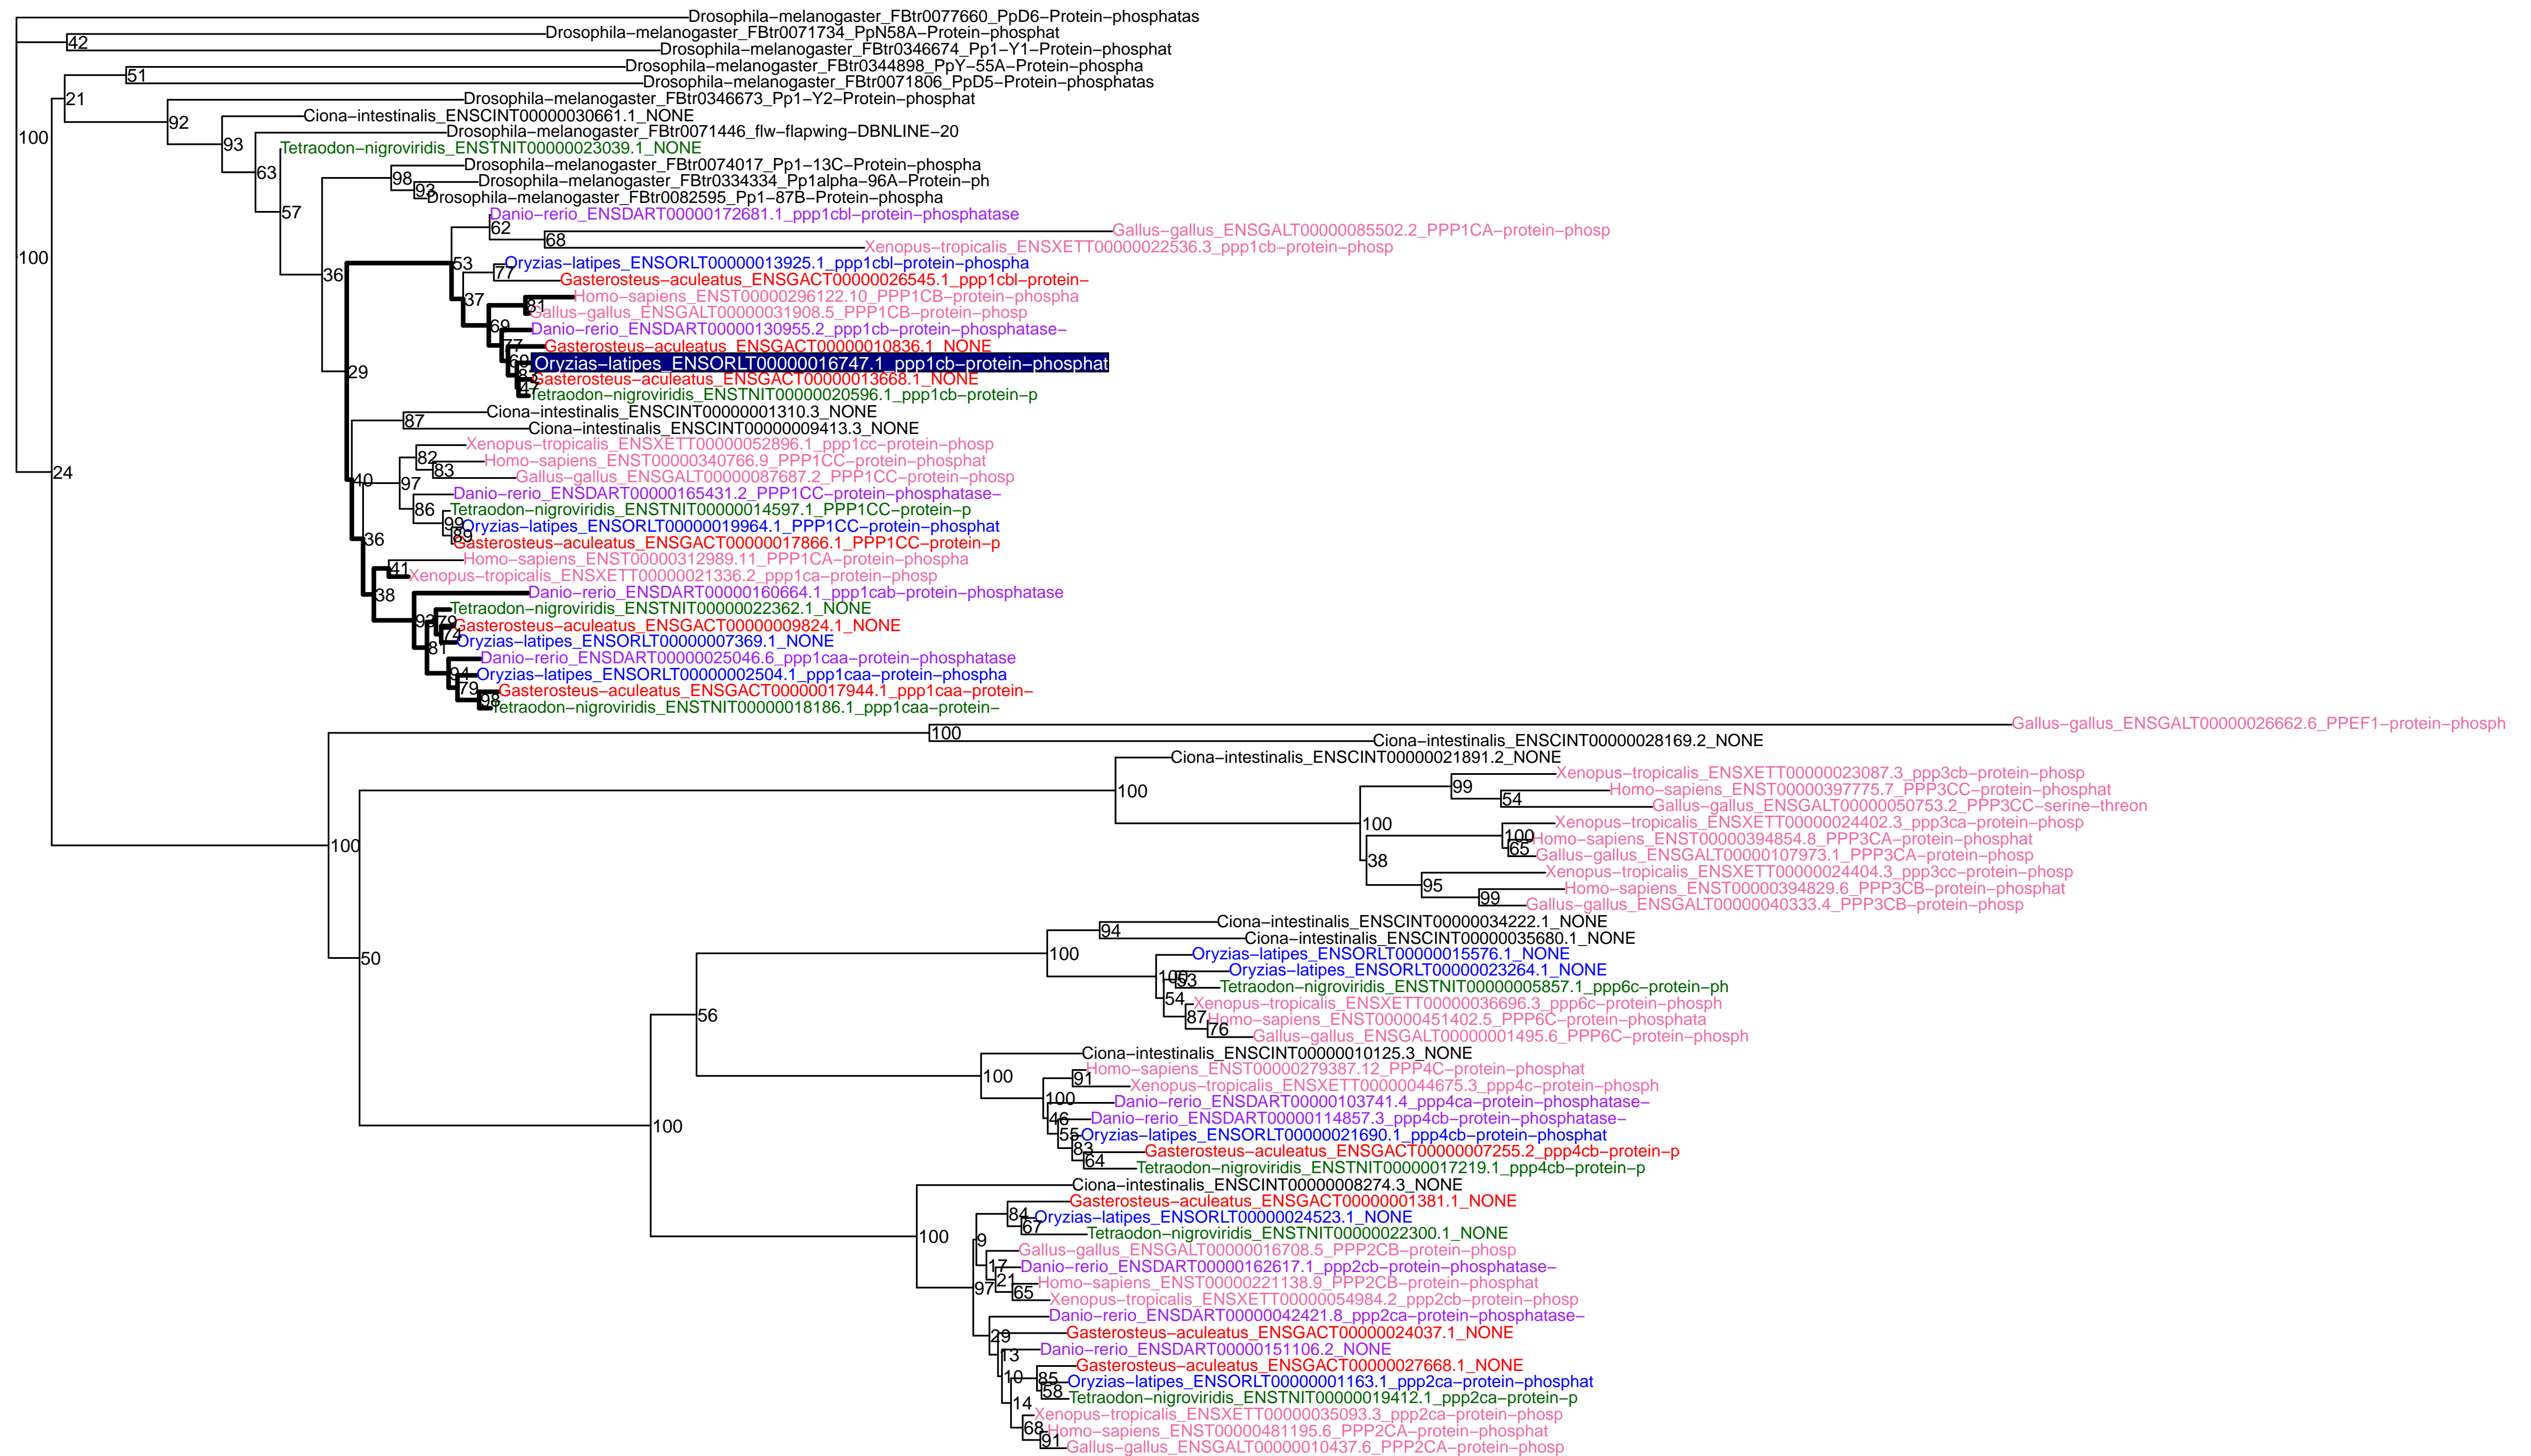 Drosophila−melanogaster_FBtr0077660_PpD6−Protein−phosphatas
Drosophila−melanogaster_FBtr0071734_PpN58A−Protein−phosphat
42
Drosophila−melanogaster_FBtr0346674_Pp1−Y1−Protein−phosphat
Drosophila−melanogaster_FBtr0344898_PpY−55A−Protein−phospha
51
Drosophila−melanogaster_FBtr0071806_PpD5−Protein−phosphatas
21
Drosophila−melanogaster_FBtr0346673_Pp1−Y2−Protein−phosphat
Ciona−intestinalis_ENSCINT00000030661.1_NONE
92
Drosophila−melanogaster_FBtr0071446_flw−flapwing−DBNLINE−20
100
93
Tetraodon−nigroviridis_ENSTNIT00000023039.1_NONE
Drosophila−melanogaster_FBtr0074017_Pp1−13C−Protein−phospha
63
98
Drosophila−melanogaster_FBtr0334334_Pp1alpha−96A−Protein−ph
93
Drosophila−melanogaster_FBtr0082595_Pp1−87B−Protein−phospha
57
Danio−rerio_ENSDART00000172681.1_ppp1cbl−protein−phosphatase
62
Gallus−gallus_ENSGALT00000085502.2_PPP1CA−protein−phosp
68
Xenopus−tropicalis_ENSXETT00000022536.3_ppp1cb−protein−phosp
100
53
Oryzias−latipes_ENSORLT00000013925.1_ppp1cbl−protein−phospha
36
77
Gasterosteus−aculeatus_ENSGACT00000026545.1_ppp1cbl−protein−
37
Homo−sapiens_ENST00000296122.10_PPP1CB−protein−phospha
81
Gallus−gallus_ENSGALT00000031908.5_PPP1CB−protein−phosp
69
Danio−rerio_ENSDART00000130955.2_ppp1cb−protein−phosphatase−
77
Gasterosteus−aculeatus_ENSGACT00000010836.1_NONE
69
Oryzias−latipes_ENSORLT00000016747.1_ppp1cb−protein−phosphat
29
Gasterosteus−aculeatus_ENSGACT00000013668.1_NONE
47
Tetraodon−nigroviridis_ENSTNIT00000020596.1_ppp1cb−protein−p
Ciona−intestinalis_ENSCINT00000001310.3_NONE
87
Ciona−intestinalis_ENSCINT00000009413.3_NONE
Xenopus−tropicalis_ENSXETT00000052896.1_ppp1cc−protein−phosp
82
Homo−sapiens_ENST00000340766.9_PPP1CC−protein−phosphat
83
24
Gallus−gallus_ENSGALT00000087687.2_PPP1CC−protein−phosp
40
97
Danio−rerio_ENSDART00000165431.2_PPP1CC−protein−phosphatase−
86
Tetraodon−nigroviridis_ENSTNIT00000014597.1_PPP1CC−protein−p
99
Oryzias−latipes_ENSORLT00000019964.1_PPP1CC−protein−phosphat
89
36
Gasterosteus−aculeatus_ENSGACT00000017866.1_PPP1CC−protein−p
Homo−sapiens_ENST00000312989.11_PPP1CA−protein−phospha
41
Xenopus−tropicalis_ENSXETT00000021336.2_ppp1ca−protein−phosp
38
Danio−rerio_ENSDART00000160664.1_ppp1cab−protein−phosphatase
Tetraodon−nigroviridis_ENSTNIT00000022362.1_NONE
93
79
Gasterosteus−aculeatus_ENSGACT00000009824.1_NONE
74
Oryzias−latipes_ENSORLT00000007369.1_NONE
81
Danio−rerio_ENSDART00000025046.6_ppp1caa−protein−phosphatase
94
Oryzias−latipes_ENSORLT00000002504.1_ppp1caa−protein−phospha
79
Gasterosteus−aculeatus_ENSGACT00000017944.1_ppp1caa−protein−
98
Tetraodon−nigroviridis_ENSTNIT00000018186.1_ppp1caa−protein−
Gallus−gallus_ENSGALT00000026662.6_PPEF1−protein−phosph
100
Ciona−intestinalis_ENSCINT00000028169.2_NONE
Ciona−intestinalis_ENSCINT00000021891.2_NONE
Xenopus−tropicalis_ENSXETT00000023087.3_ppp3cb−protein−phosp
99
100
Homo−sapiens_ENST00000397775.7_PPP3CC−protein−phosphat
54
Gallus−gallus_ENSGALT00000050753.2_PPP3CC−serine−threon
100
Xenopus−tropicalis_ENSXETT00000024402.3_ppp3ca−protein−phosp
100
Homo−sapiens_ENST00000394854.8_PPP3CA−protein−phosphat
100
65
Gallus−gallus_ENSGALT00000107973.1_PPP3CA−protein−phosp
38
Xenopus−tropicalis_ENSXETT00000024404.3_ppp3cc−protein−phosp
95
Homo−sapiens_ENST00000394829.6_PPP3CB−protein−phosphat
99
Gallus−gallus_ENSGALT00000040333.4_PPP3CB−protein−phosp
Ciona−intestinalis_ENSCINT00000034222.1_NONE
94
Ciona−intestinalis_ENSCINT00000035680.1_NONE
50
100
Oryzias−latipes_ENSORLT00000015576.1_NONE
Oryzias−latipes_ENSORLT00000023264.1_NONE
100
53
Tetraodon−nigroviridis_ENSTNIT00000005857.1_ppp6c−protein−ph
54
Xenopus−tropicalis_ENSXETT00000036696.3_ppp6c−protein−phosph
56
87
Homo−sapiens_ENST00000451402.5_PPP6C−protein−phosphata
76
Gallus−gallus_ENSGALT00000001495.6_PPP6C−protein−phosph
Ciona−intestinalis_ENSCINT00000010125.3_NONE
Homo−sapiens_ENST00000279387.12_PPP4C−protein−phosphat
100
91
Xenopus−tropicalis_ENSXETT00000044675.3_ppp4c−protein−phosph
100
Danio−rerio_ENSDART00000103741.4_ppp4ca−protein−phosphatase−
46
Danio−rerio_ENSDART00000114857.3_ppp4cb−protein−phosphatase−
100
55
Oryzias−latipes_ENSORLT00000021690.1_ppp4cb−protein−phosphat
83
Gasterosteus−aculeatus_ENSGACT00000007255.2_ppp4cb−protein−p
64
Tetraodon−nigroviridis_ENSTNIT00000017219.1_ppp4cb−protein−p
Ciona−intestinalis_ENSCINT00000008274.3_NONE
Gasterosteus−aculeatus_ENSGACT00000001381.1_NONE
84
Oryzias−latipes_ENSORLT00000024523.1_NONE
67
Tetraodon−nigroviridis_ENSTNIT00000022300.1_NONE
100
9
Gallus−gallus_ENSGALT00000016708.5_PPP2CB−protein−phosp
17
Danio−rerio_ENSDART00000162617.1_ppp2cb−protein−phosphatase−
21
Homo−sapiens_ENST00000221138.9_PPP2CB−protein−phosphat
97
65
Xenopus−tropicalis_ENSXETT00000054984.2_ppp2cb−protein−phosp
Danio−rerio_ENSDART00000042421.8_ppp2ca−protein−phosphatase−
29
Gasterosteus−aculeatus_ENSGACT00000024037.1_NONE
13
Danio−rerio_ENSDART00000151106.2_NONE
Gasterosteus−aculeatus_ENSGACT00000027668.1_NONE
10
85
Oryzias−latipes_ENSORLT00000001163.1_ppp2ca−protein−phosphat
58
Tetraodon−nigroviridis_ENSTNIT00000019412.1_ppp2ca−protein−p
14
Xenopus−tropicalis_ENSXETT00000035093.3_ppp2ca−protein−phosp
68
Homo−sapiens_ENST00000481195.6_PPP2CA−protein−phosphat
91
Gallus−gallus_ENSGALT00000010437.6_PPP2CA−protein−phosp